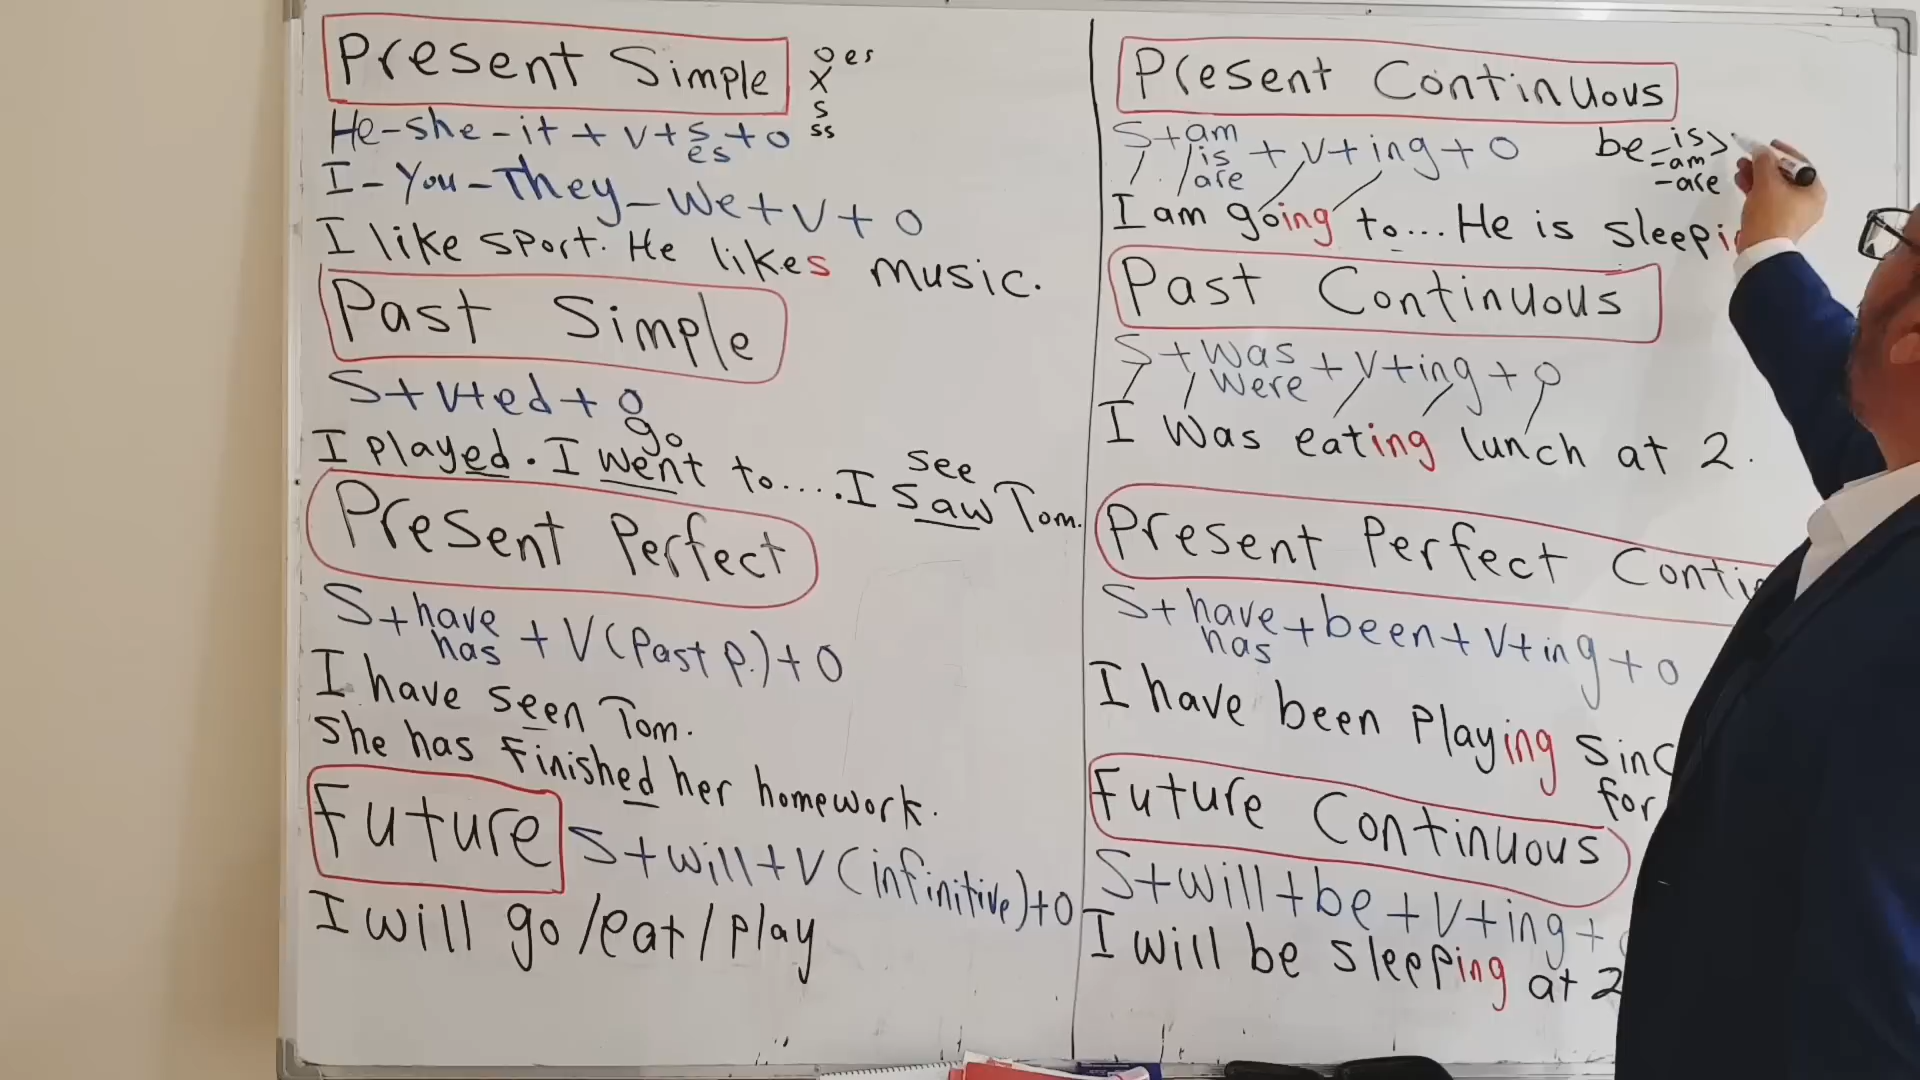 Present Simple
o es
x
s
ss
He-she-it + v + s + o
es
I-You-They-We + v + o
I like sport. He likes music.
Past Simple
S + v + ed + o
go
I played. I went to.....I saw Tom.
see
Present Perfect
S + have + V (Past p.) + O
has
I have seen Tom.
She has finished her homework.
Future
S + will + v (infinitive) + o
I will go / eat / play
Present Continuous
S + am + v + ing + o
is
are
be - is >
- am
- are
I am going to... He is sleepi
Past Continuous
S + was + v + ing + o
were
I was eating lunch at 2.
Present Perfect Conti
S + have + been + v + ing + o
has
I have been Playing sinc
for
Future Continuous
S + will + be + v + ing +
I will be sleeping at 2